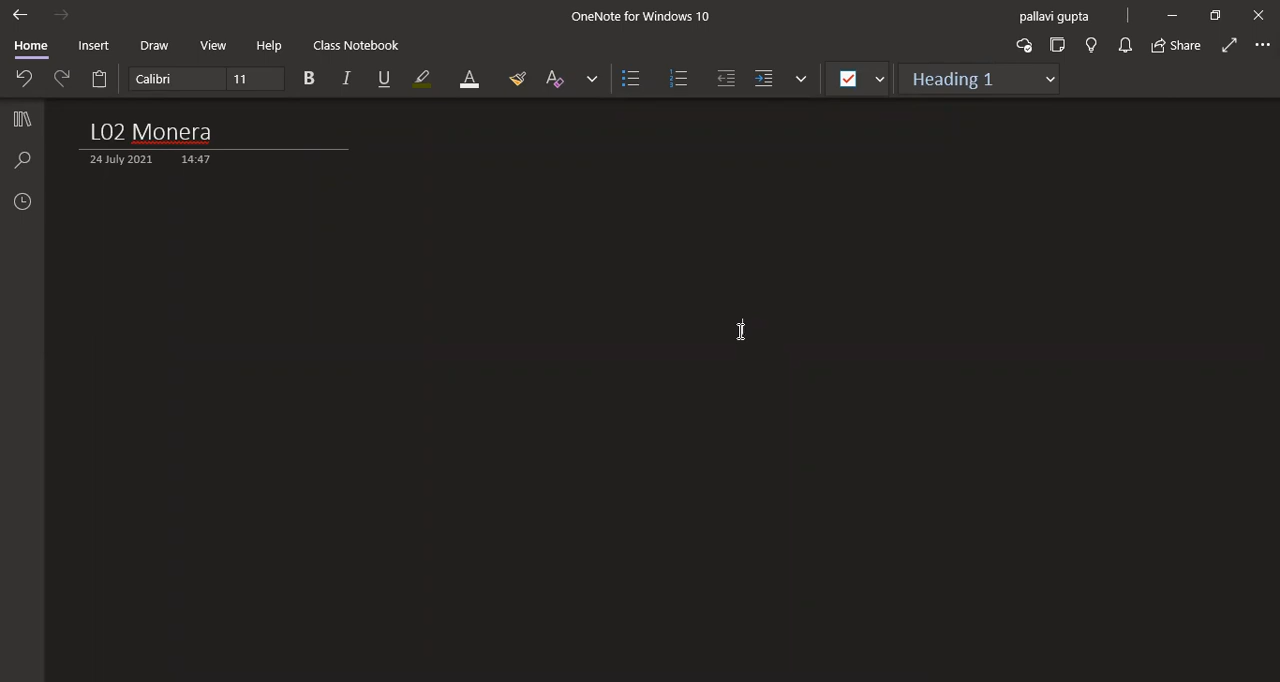 OneNote for Windows 10
pallavi gupta
Home Insert Draw View Help Class Notebook
Share
Calibri 11 B I U A A Heading 1
L02 Monera
24 July 2021 14:47